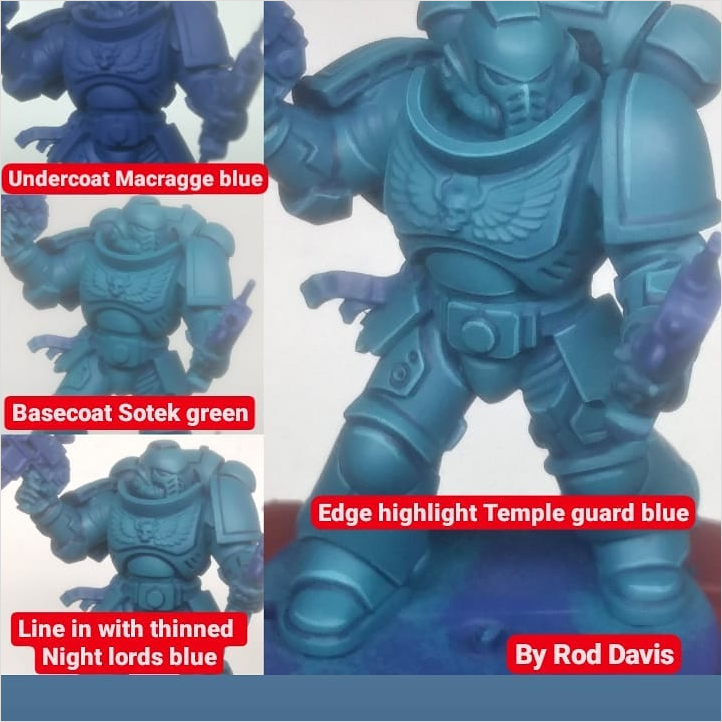 Undercoat Macragge blue
Basecoat Sotek green
Line in with thinned
Night lords blue
Edge highlight Temple guard blue
By Rod Davis